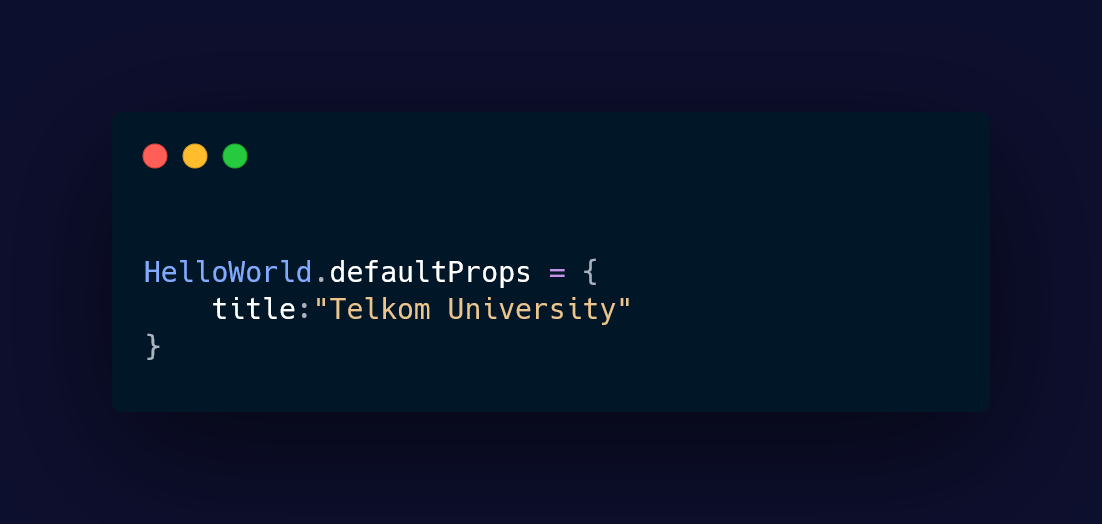 HelloWorld.defaultProps = {
    title:"Telkom University"
}